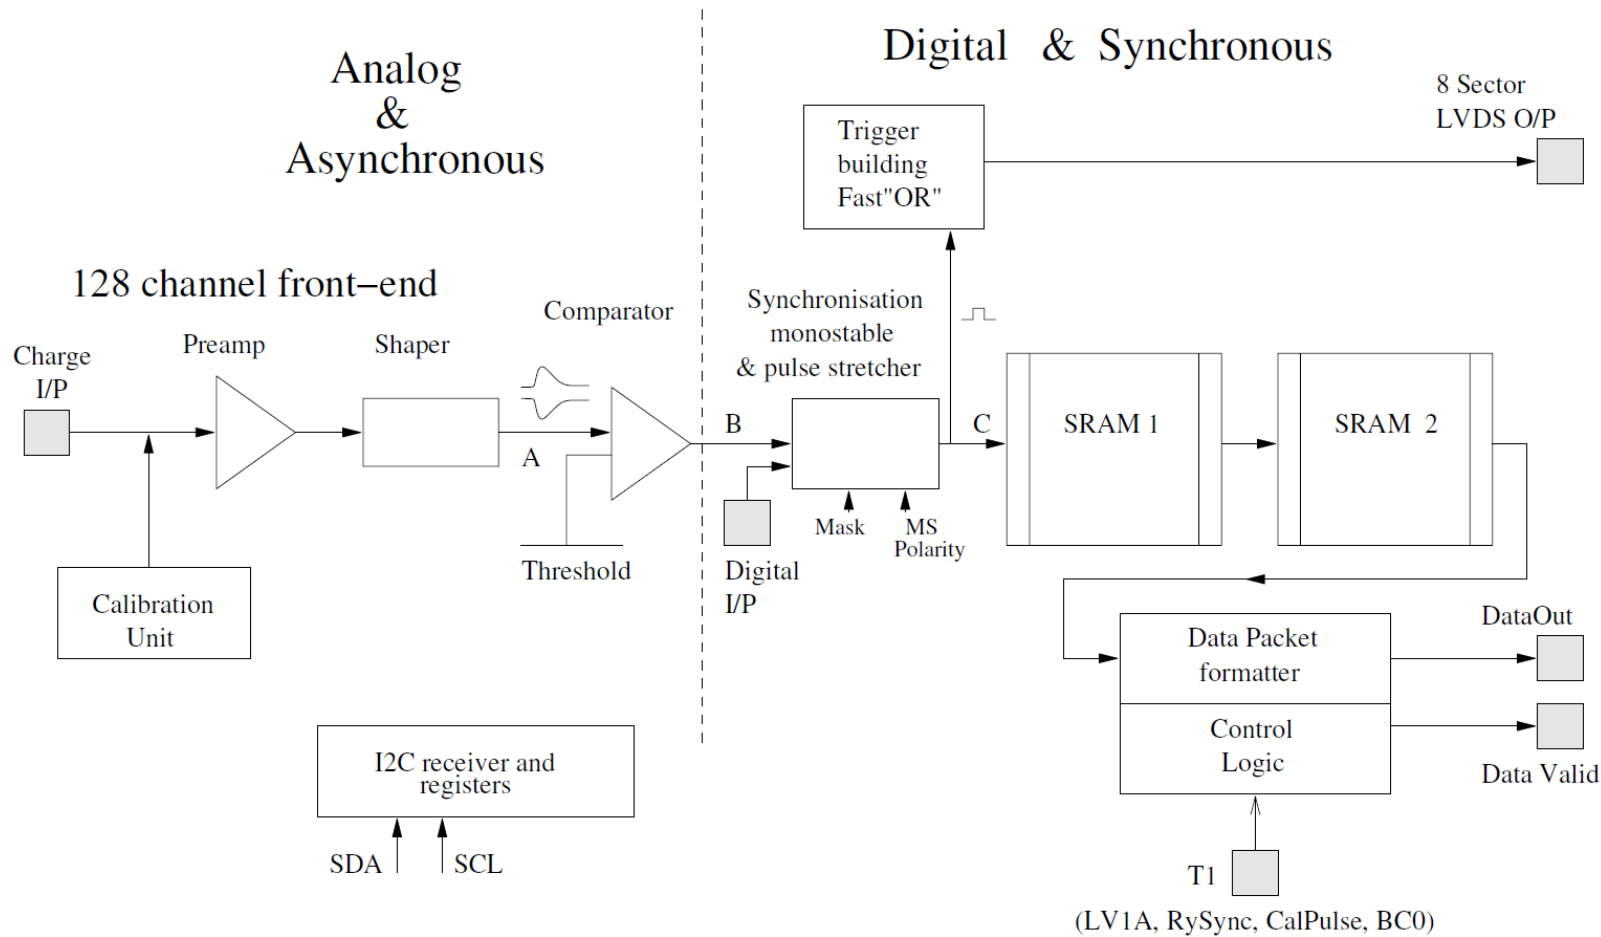 Analog
&
Asynchronous
Digital & Synchronous
8 Sector
LVDS O/P
Trigger
building
Fast"OR"
128 channel front-end
Charge
I/P
Preamp
Shaper
Comparator
Synchronisation
monostable
& pulse stretcher
A
B
C
SRAM 1
SRAM 2
Threshold
Mask
MS
Polarity
Digital
I/P
Calibration
Unit
Data Packet
formatter
DataOut
Control
Logic
Data Valid
I2C receiver and
registers
SDA
SCL
T1
(LV1A, RySync, CalPulse, BC0)